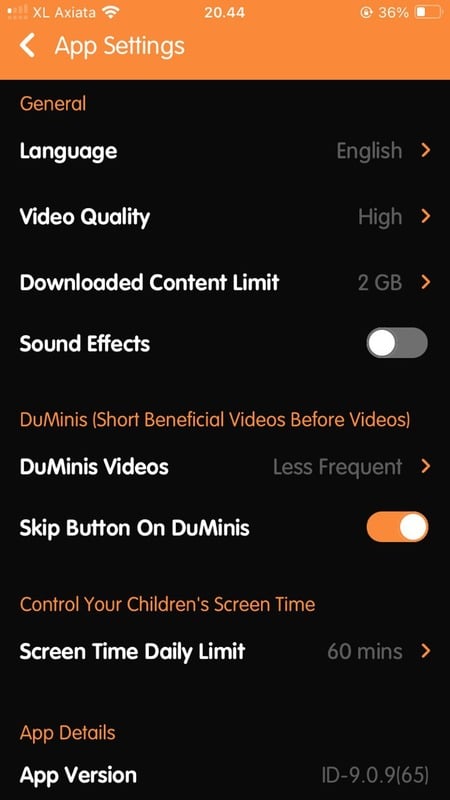 XL Axiata 20.44 36%
App Settings
General
Language English
Video Quality High
Downloaded Content Limit 2 GB
Sound Effects
DuMinis (Short Beneficial Videos Before Videos)
DuMinis Videos Less Frequent
Skip Button On DuMinis
Control Your Children's Screen Time
Screen Time Daily Limit 60 mins
App Details
App Version ID-9.0.9(65)